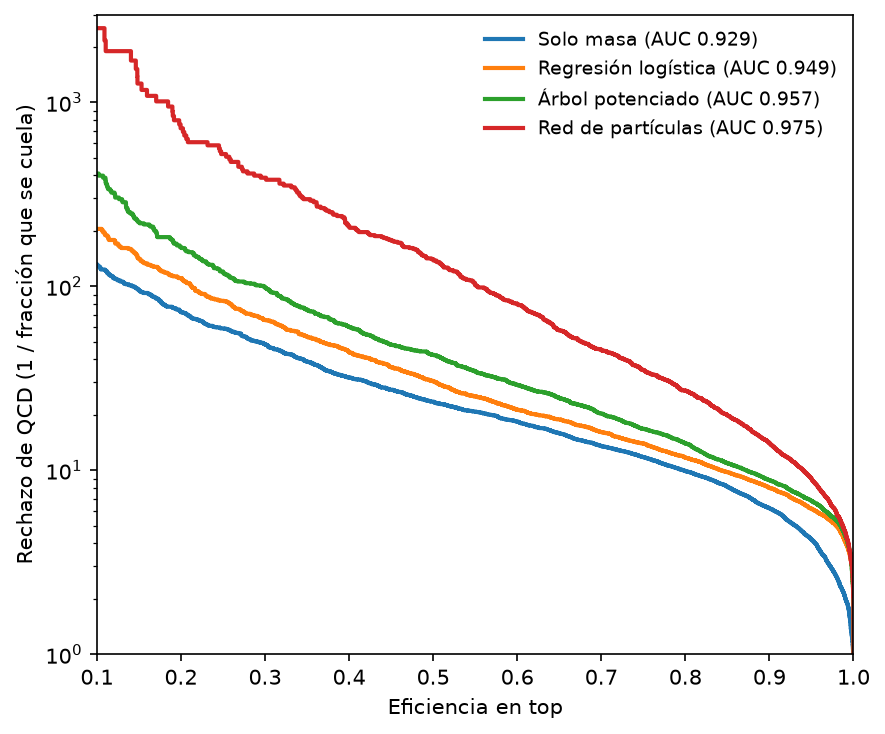 Solo masa (AUC 0.929)
Regresión logística (AUC 0.949)
Árbol potenciado (AUC 0.957)
Red de partículas (AUC 0.975)
Rechazo de QCD (1 / fracción que se cuela)
10³
10²
10¹
10⁰
0.1 0.2 0.3 0.4 0.5 0.6 0.7 0.8 0.9 1.0
Eficiencia en top